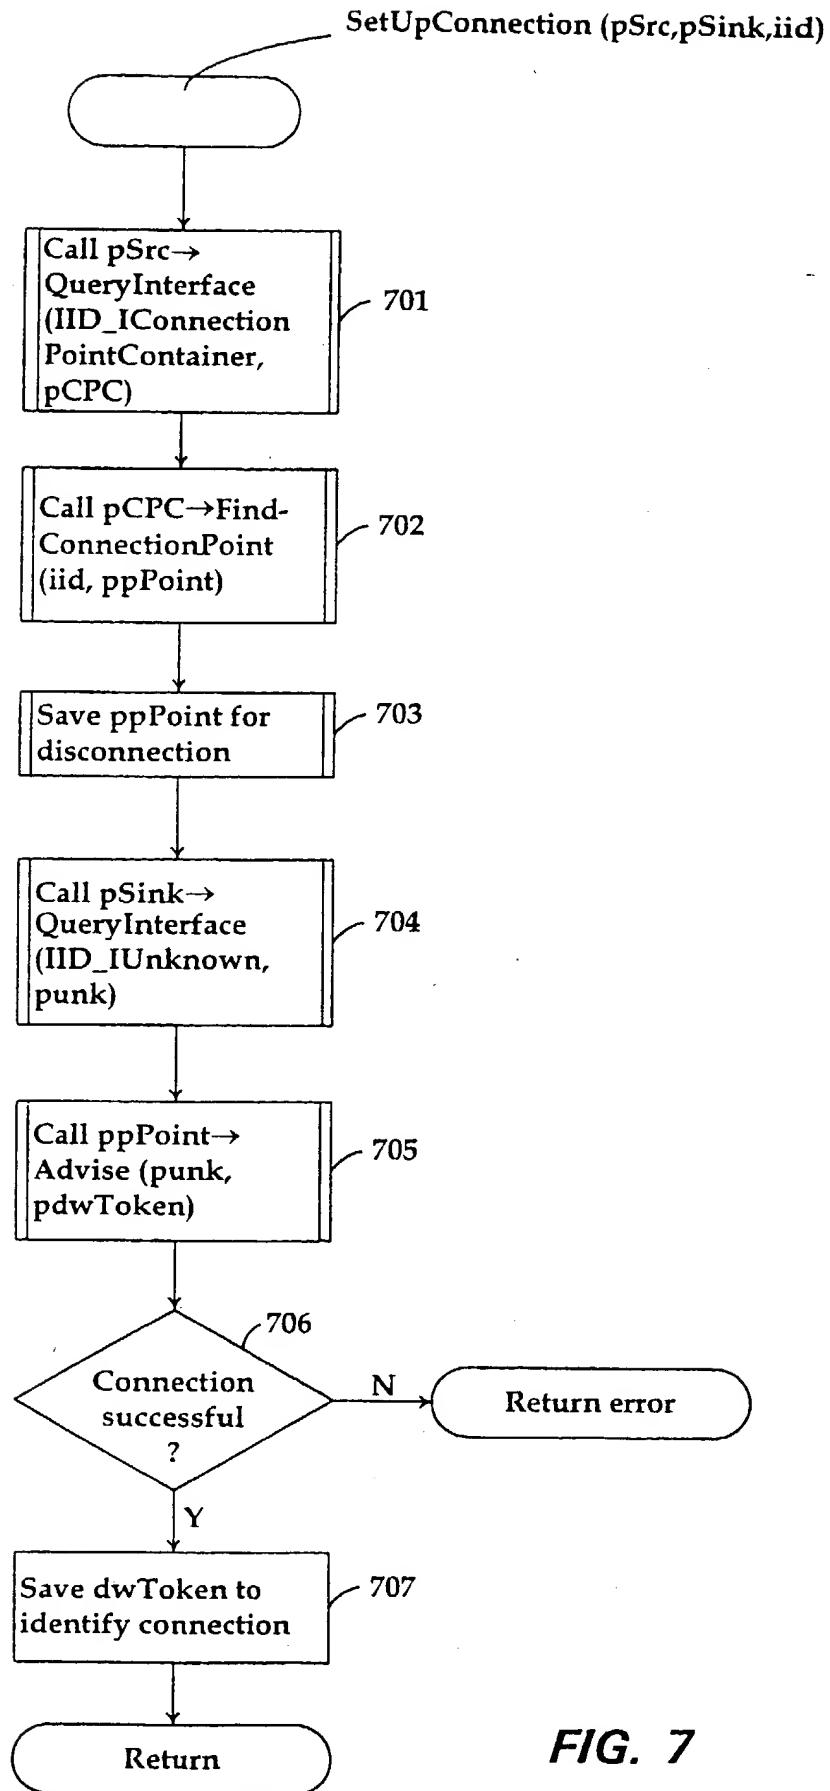 SetUpConnection (pSrc,pSink,iid)
Call pSrc→
QueryInterface
(IID_IConnection
PointContainer,
pCPC)
701
Call pCPC→Find-
ConnectionPoint
(iid, ppPoint)
702
Save ppPoint for
disconnection
703
Call pSink→
QueryInterface
(IID_IUnknown,
punk)
704
Call ppPoint→
Advise (punk,
pdwToken)
705
706
Connection
successful
?
N
Return error
Y
Save dwToken to
identify connection
707
Return
FIG. 7